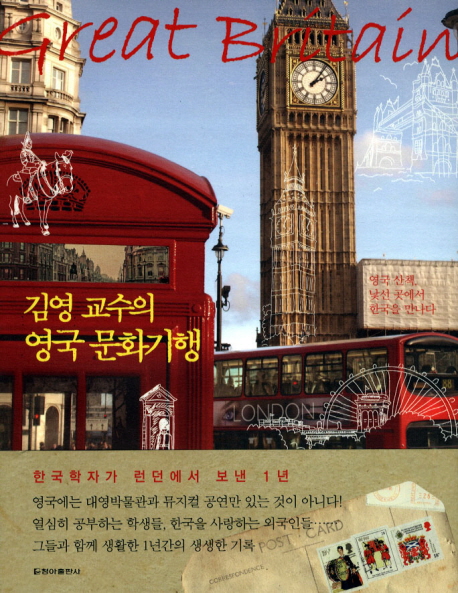 Great Britain
영국 산책,
낯선 곳에서
한국을 만나다
김영 교수의
영국 문화기행
LONDON
한국학자가 런던에서 보낸 1년
영국에는 대영박물관과 뮤지컬 공연만 있는 것이 아니다!
열심히 공부하는 학생들, 한국을 사랑하는 외국인들…
그들과 함께 생활한 1년간의 생생한 기록
POST CARD
CORRESPONDENCE
청아출판사